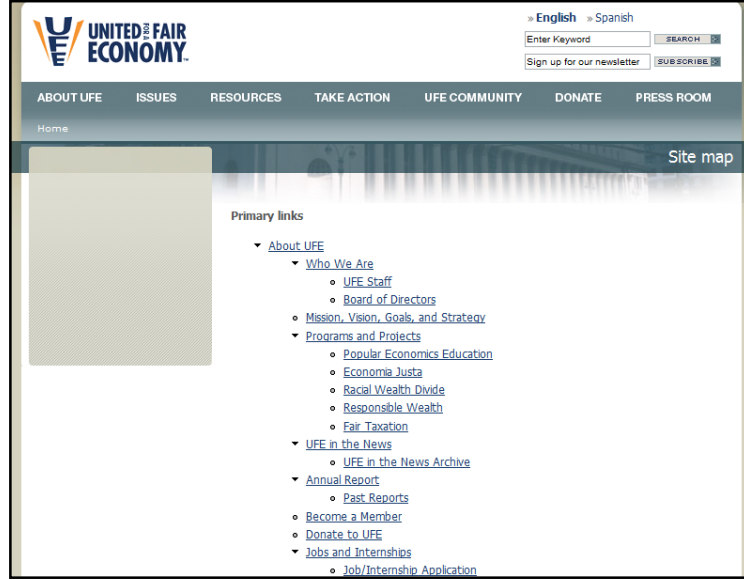 » English » Spanish
UNITED FOR A FAIR
ECONOMY
Enter Keyword SEARCH
Sign up for our newsletter SUBSCRIBE
ABOUT UFE ISSUES RESOURCES TAKE ACTION UFE COMMUNITY DONATE PRESS ROOM
Home
Site map
Primary links
About UFE
Who We Are
UFE Staff
Board of Directors
Mission, Vision, Goals, and Strategy
Programs and Projects
Popular Economics Education
Economia Justa
Racial Wealth Divide
Responsible Wealth
Fair Taxation
UFE in the News
UFE in the News Archive
Annual Report
Past Reports
Become a Member
Donate to UFE
Jobs and Internships
Job/Internship Application